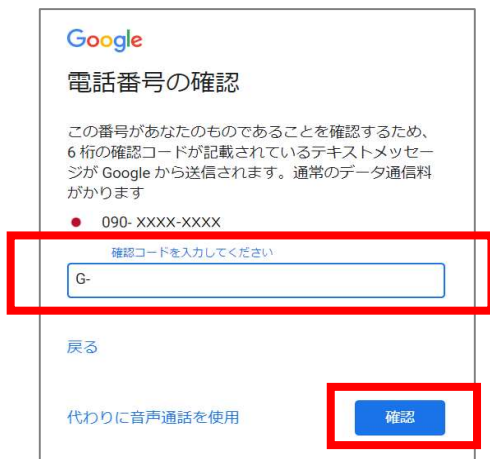 Google
電話番号の確認
この番号があなたのものであることを確認するため、
6 桁の確認コードが記載されているテキストメッセー
ジが Google から送信されます。通常のデータ通信料
がかります
090- XXXX-XXXX
確認コードを入力してください
G-
戻る
代わりに音声通話を使用
確認